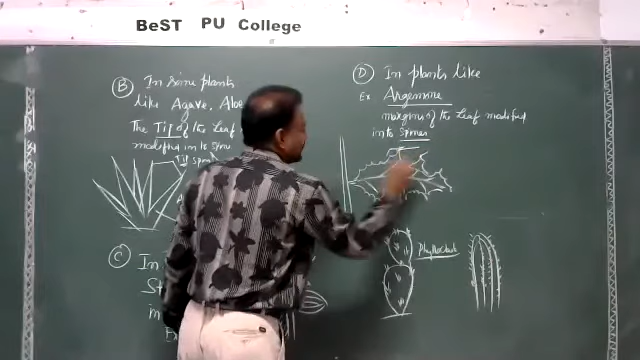 BeST PU College
(B) In some plants
like Agave, Aloe
The Tip of the Leaf
modified into Spine
Tip spine
(C) In
(D) In plants like
Ex Argemone
margins of the Leaf modified
into Spines
Phylloclade